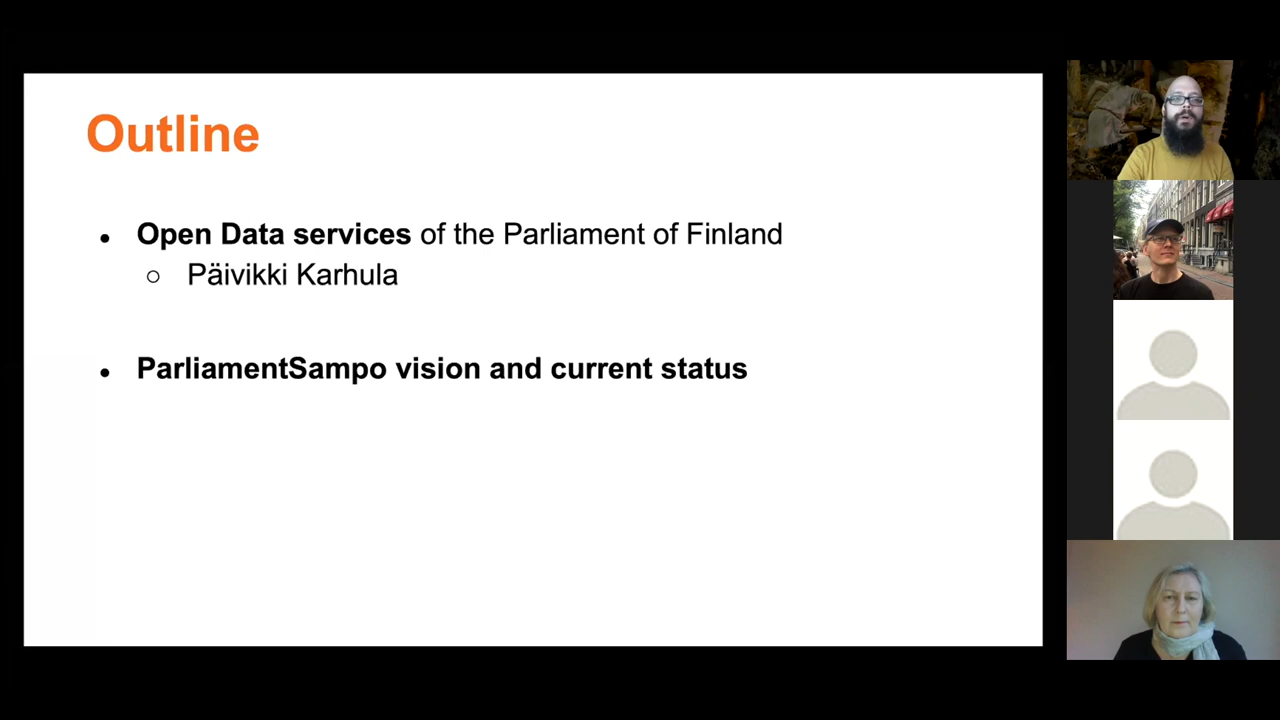 Outline
● Open Data services of the Parliament of Finland
○ Päivikki Karhula
● ParliamentSampo vision and current status